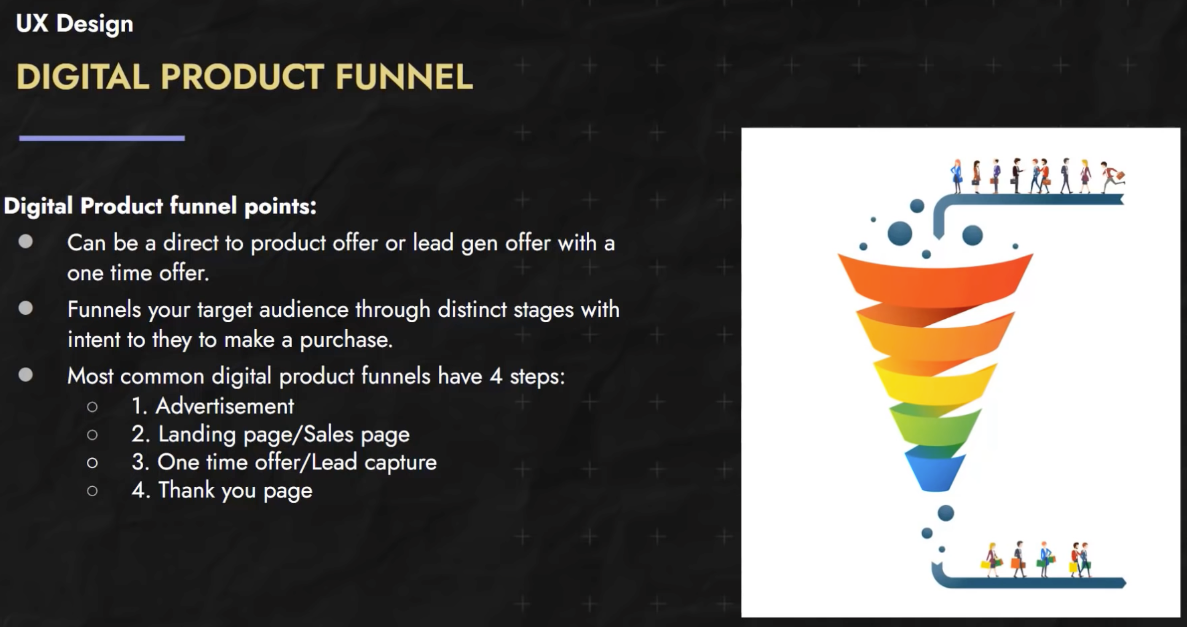 UX Design
DIGITAL PRODUCT FUNNEL
Digital Product funnel points:
Can be a direct to product offer or lead gen offer with a
one time offer.
Funnels your target audience through distinct stages with
intent to they to make a purchase.
Most common digital product funnels have 4 steps:
1. Advertisement
2. Landing page/Sales page
3. One time offer/Lead capture
4. Thank you page